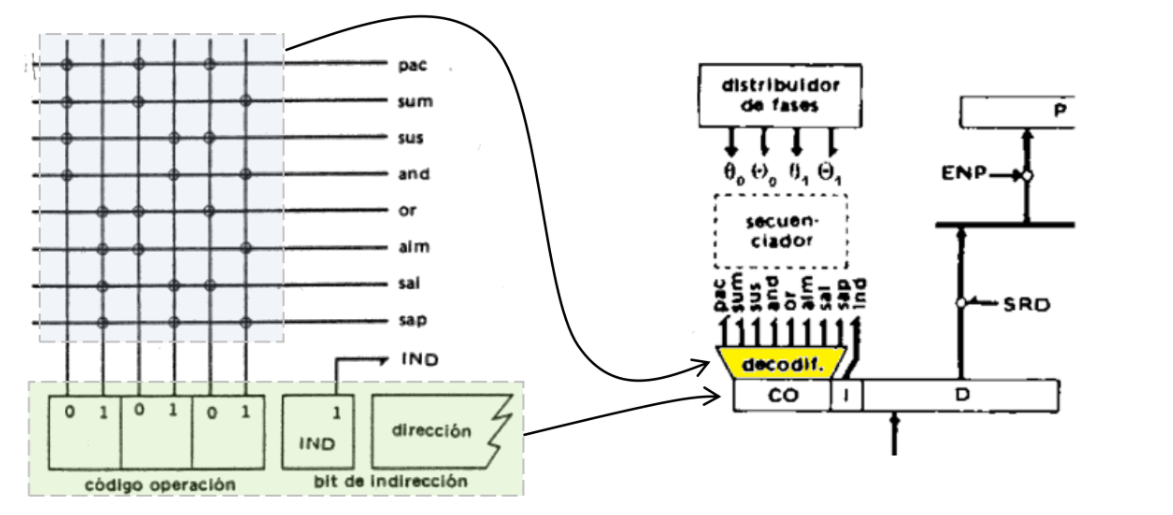 pac
sum
sus
and
or
alm
sal
sap
IND
0 1 0 1 0 1
1
IND
dirección
código operación
bit de indirección
distribuidor
de fases
θ₀ Θ₀ θ₁ Θ₁
secuen-
ciador
pac
sum
sus
and
or
alm
sal
sap
ind
decodif.
CO I D
P
ENP
SRD